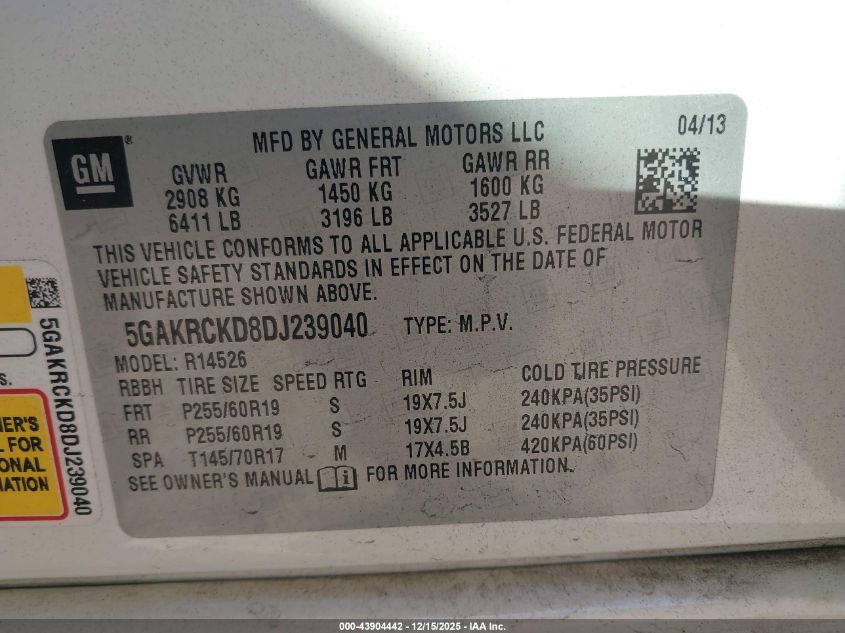 GM ®
MFD BY GENERAL MOTORS LLC 04/13
GVWR GAWR FRT GAWR RR
2908 KG 1450 KG 1600 KG
6411 LB 3196 LB 3527 LB
THIS VEHICLE CONFORMS TO ALL APPLICABLE U.S. FEDERAL MOTOR
VEHICLE SAFETY STANDARDS IN EFFECT ON THE DATE OF
MANUFACTURE SHOWN ABOVE.
5GAKRCKD8DJ239040 TYPE: M.P.V.
MODEL: R14526
RBBH TIRE SIZE SPEED RTG RIM COLD TIRE PRESSURE
FRT P255/60R19 S 19X7.5J 240KPA(35PSI)
RR P255/60R19 S 19X7.5J 240KPA(35PSI)
SPA T145/70R17 M 17X4.5B 420KPA(60PSI)
SEE OWNER'S MANUAL i FOR MORE INFORMATION.
5GAKRCKD8DJ239040
S.
NER'S
L FOR
ONAL
MATION
000-43904442 - 12/15/2025 - IAA Inc.